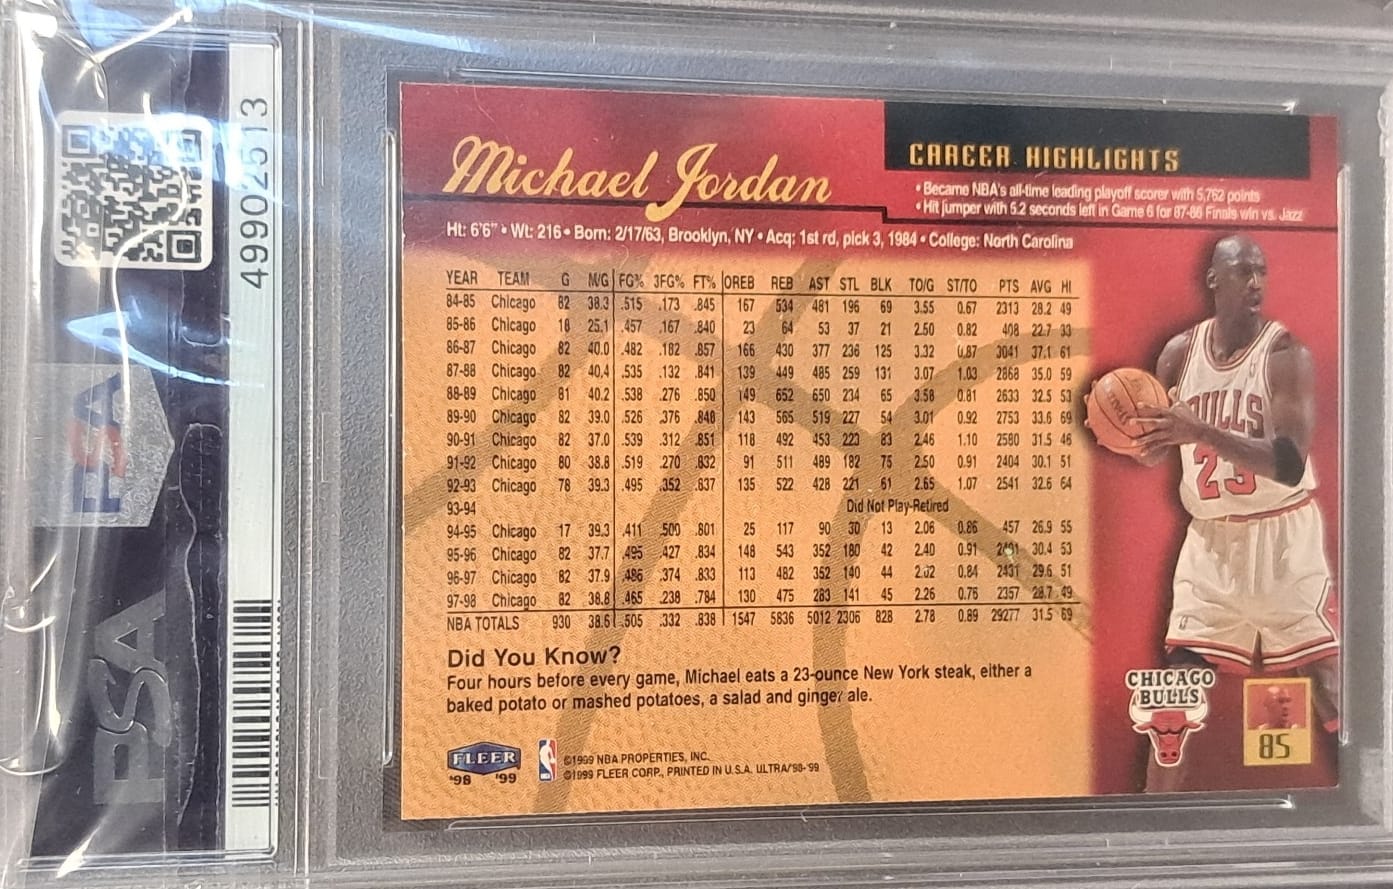 49902513
PSA
PSA
Michael Jordan
CAREER HIGHLIGHTS
• Became NBA's all-time leading playoff scorer with 5,762 points
• Hit jumper with 5.2 seconds left in Game 6 for 87-88 Finals win vs. Jazz
Ht: 6'6" • Wt: 216 • Born: 2/17/63, Brooklyn, NY • Acq: 1st rd, pick 3, 1984 • College: North Carolina
YEAR TEAM G M/G FG% 3FG% FT% OREB REB AST STL BLK TO/G ST/TO PTS AVG HI
84-85 Chicago 82 38.3 .515 .173 .845 167 534 481 196 69 3.55 0.67 2313 28.2 49
85-86 Chicago 18 25.1 .457 .167 .840 23 64 53 37 21 2.50 0.82 408 22.7 33
86-87 Chicago 82 40.0 .482 .182 .857 166 430 377 236 125 3.32 0.87 3041 37.1 61
87-88 Chicago 82 40.4 .535 .132 .841 139 449 485 259 131 3.07 1.03 2868 35.0 59
88-89 Chicago 81 40.2 .538 .276 .850 149 652 650 234 65 3.58 0.81 2633 32.5 53
89-90 Chicago 82 39.0 .526 .376 .848 143 565 519 227 54 3.01 0.92 2753 33.6 69
90-91 Chicago 82 37.0 .539 .312 .851 118 492 453 223 83 2.46 1.10 2580 31.5 46
91-92 Chicago 80 38.8 .519 .270 .832 91 511 489 182 75 2.50 0.91 2404 30.1 51
92-93 Chicago 78 39.3 .495 .352 .837 135 522 428 221 61 2.65 1.07 2541 32.6 64
93-94 Did Not Play-Retired
94-95 Chicago 17 39.3 .411 .500 .801 25 117 90 30 13 2.06 0.86 457 26.9 55
95-96 Chicago 82 37.7 .495 .427 .834 148 543 352 180 42 2.40 0.91 2491 30.4 53
96-97 Chicago 82 37.9 .486 .374 .833 113 482 352 140 44 2.02 0.84 2431 29.6 51
97-98 Chicago 82 38.8 .465 .238 .784 130 475 283 141 45 2.26 0.76 2357 28.7 49
NBA TOTALS 930 38.6 .505 .332 .838 1547 5836 5012 2306 828 2.78 0.89 29277 31.5 69
Did You Know?
Four hours before every game, Michael eats a 23-ounce New York steak, either a
baked potato or mashed potatoes, a salad and ginger ale.
FLEER
'98 '99
©1999 NBA PROPERTIES, INC.
©1999 FLEER CORP., PRINTED IN U.S.A. ULTRA/'98-'99
BULLS
23
CHICAGO
BULLS
85